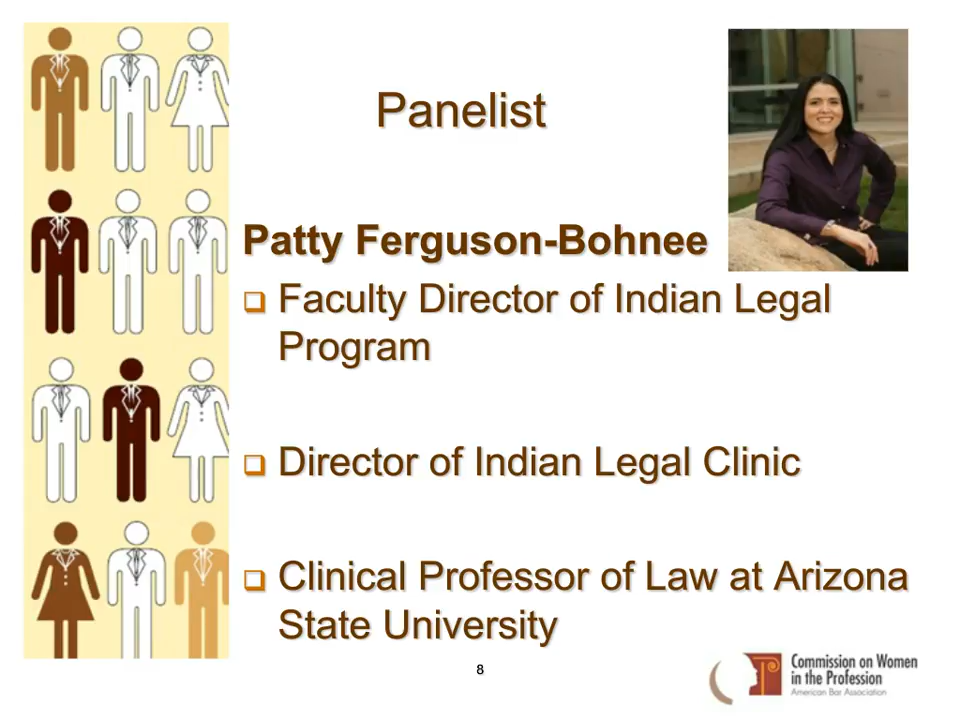 Panelist
Patty Ferguson-Bohnee
Faculty Director of Indian Legal
Program
Director of Indian Legal Clinic
Clinical Professor of Law at Arizona
State University
8
Commission on Women
in the Profession
American Bar Association